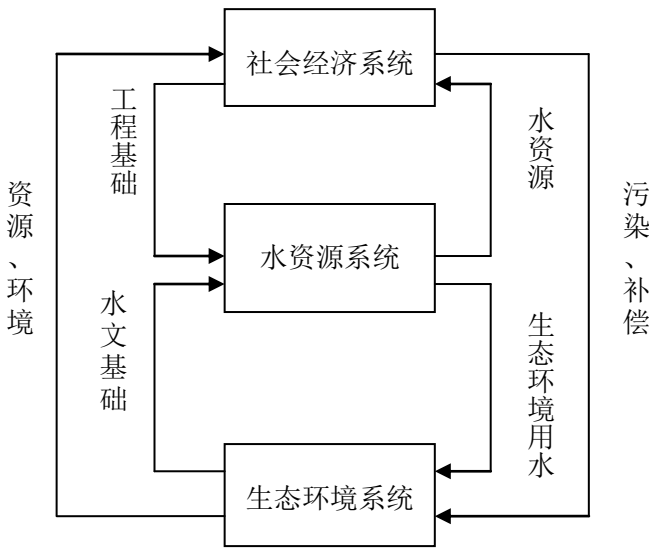 社会经济系统
工程基础
水资源
资源、环境
污染、补偿
水资源系统
水文基础
生态环境用水
生态环境系统